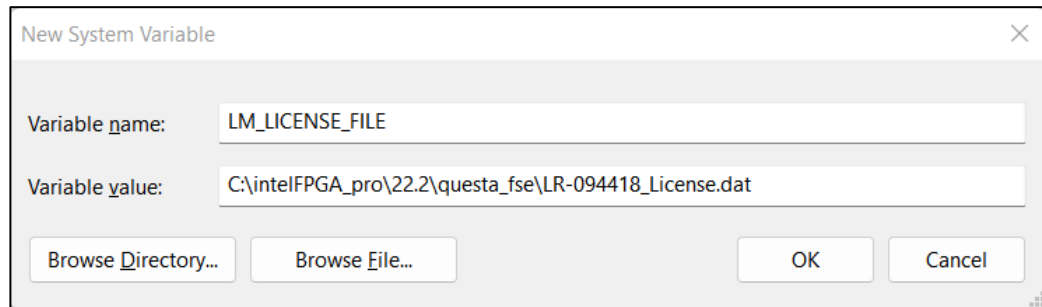 New System Variable
Variable name: LM_LICENSE_FILE
Variable value: C:\intelFPGA_pro\22.2\questa_fse\LR-094418_License.dat
Browse Directory... Browse File... OK Cancel